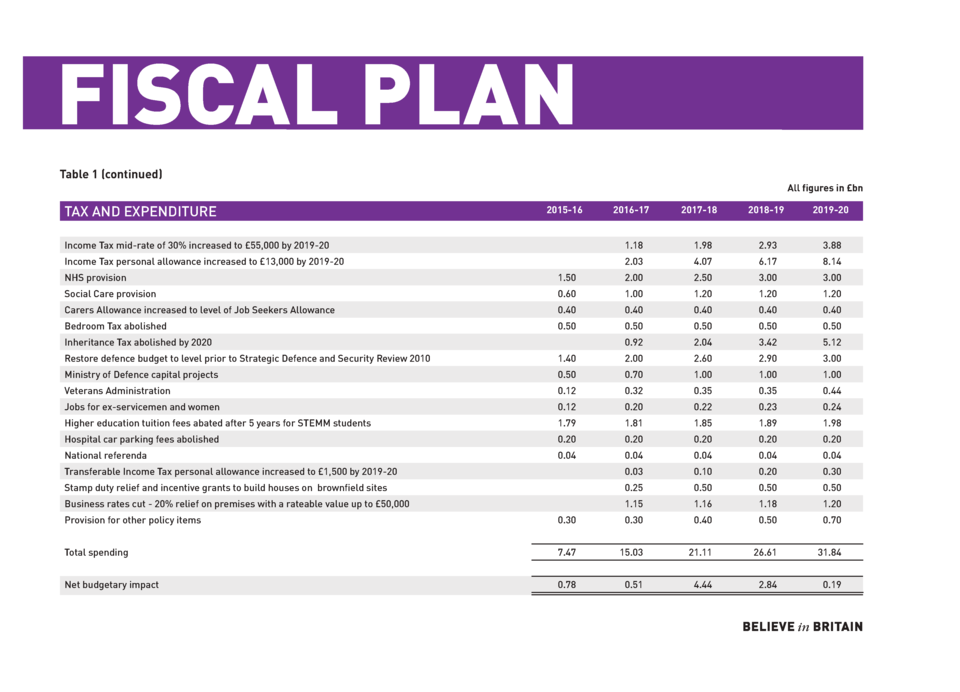 FISCAL PLAN
Table 1 (continued)
All figures in £bn
TAX AND EXPENDITURE 2015-16 2016-17 2017-18 2018-19 2019-20
Income Tax mid-rate of 30% increased to £55,000 by 2019-20 1.18 1.98 2.93 3.88
Income Tax personal allowance increased to £13,000 by 2019-20 2.03 4.07 6.17 8.14
NHS provision 1.50 2.00 2.50 3.00 3.00
Social Care provision 0.60 1.00 1.20 1.20 1.20
Carers Allowance increased to level of Job Seekers Allowance 0.40 0.40 0.40 0.40 0.40
Bedroom Tax abolished 0.50 0.50 0.50 0.50 0.50
Inheritance Tax abolished by 2020 0.92 2.04 3.42 5.12
Restore defence budget to level prior to Strategic Defence and Security Review 2010 1.40 2.00 2.60 2.90 3.00
Ministry of Defence capital projects 0.50 0.70 1.00 1.00 1.00
Veterans Administration 0.12 0.32 0.35 0.35 0.44
Jobs for ex-servicemen and women 0.12 0.20 0.22 0.23 0.24
Higher education tuition fees abated after 5 years for STEMM students 1.79 1.81 1.85 1.89 1.98
Hospital car parking fees abolished 0.20 0.20 0.20 0.20 0.20
National referenda 0.04 0.04 0.04 0.04 0.04
Transferable Income Tax personal allowance increased to £1,500 by 2019-20 0.03 0.10 0.20 0.30
Stamp duty relief and incentive grants to build houses on brownfield sites 0.25 0.50 0.50 0.50
Business rates cut - 20% relief on premises with a rateable value up to £50,000 1.15 1.16 1.18 1.20
Provision for other policy items 0.30 0.30 0.40 0.50 0.70
Total spending 7.47 15.03 21.11 26.61 31.84
Net budgetary impact 0.78 0.51 4.44 2.84 0.19
BELIEVE in BRITAIN